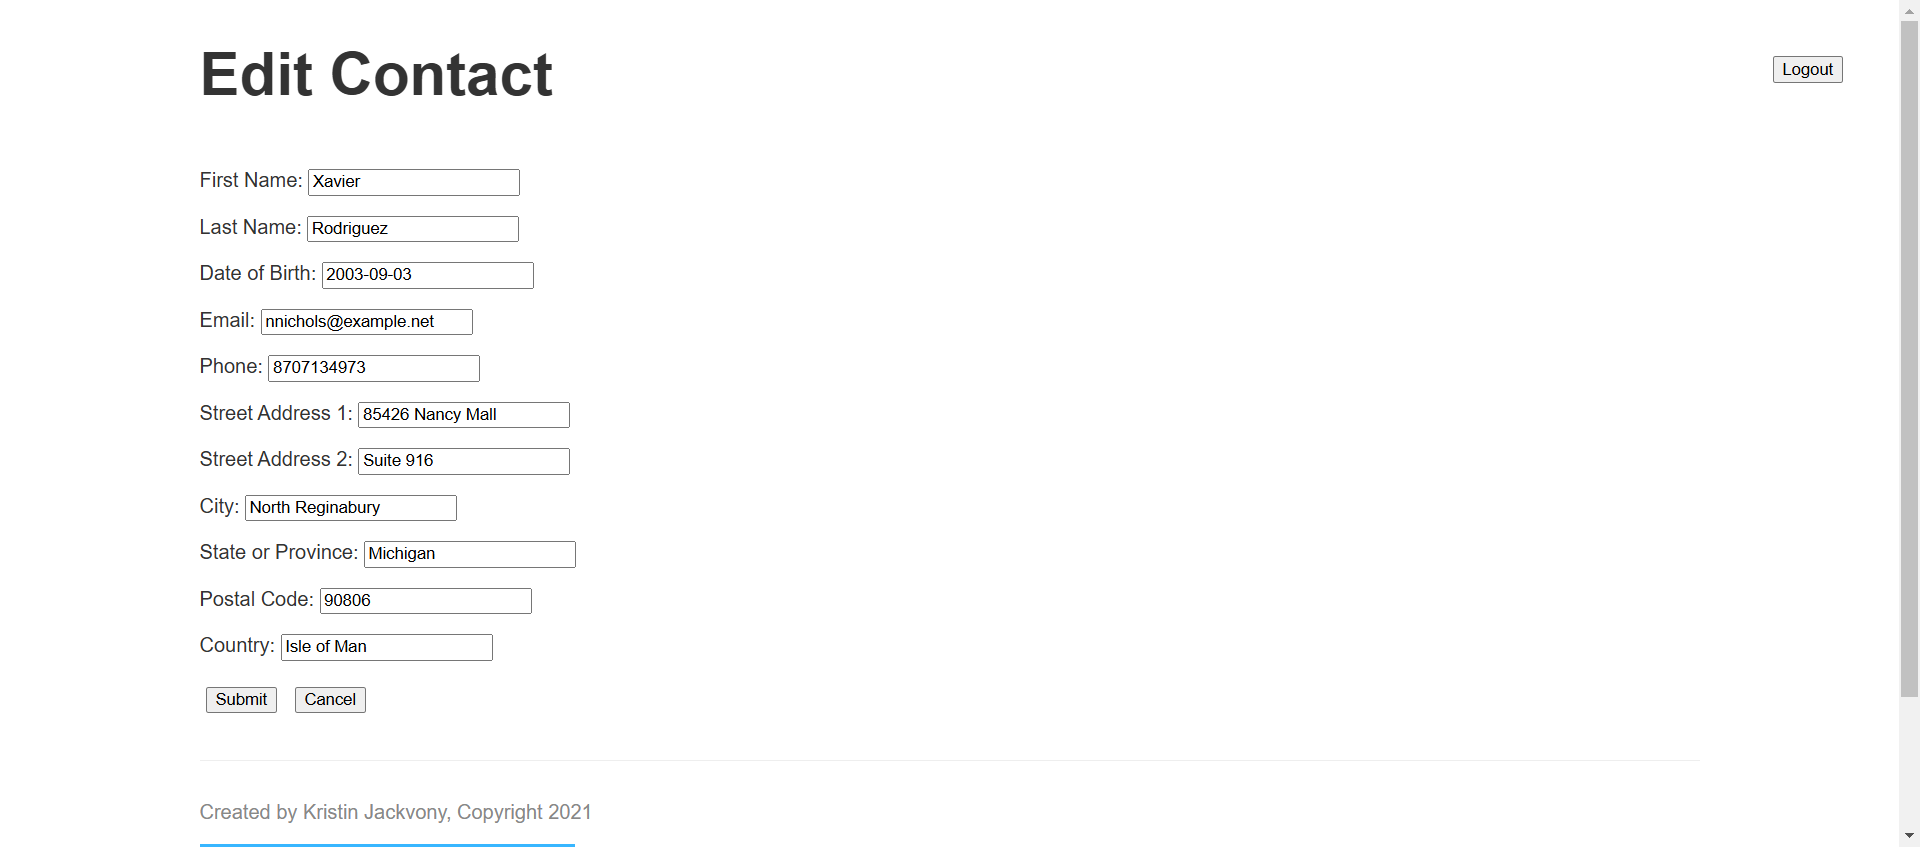 Edit Contact
Logout
First Name: Xavier
Last Name: Rodriguez
Date of Birth: 2003-09-03
Email: nnichols@example.net
Phone: 8707134973
Street Address 1: 85426 Nancy Mall
Street Address 2: Suite 916
City: North Reginabury
State or Province: Michigan
Postal Code: 90806
Country: Isle of Man
Submit Cancel
Created by Kristin Jackvony, Copyright 2021